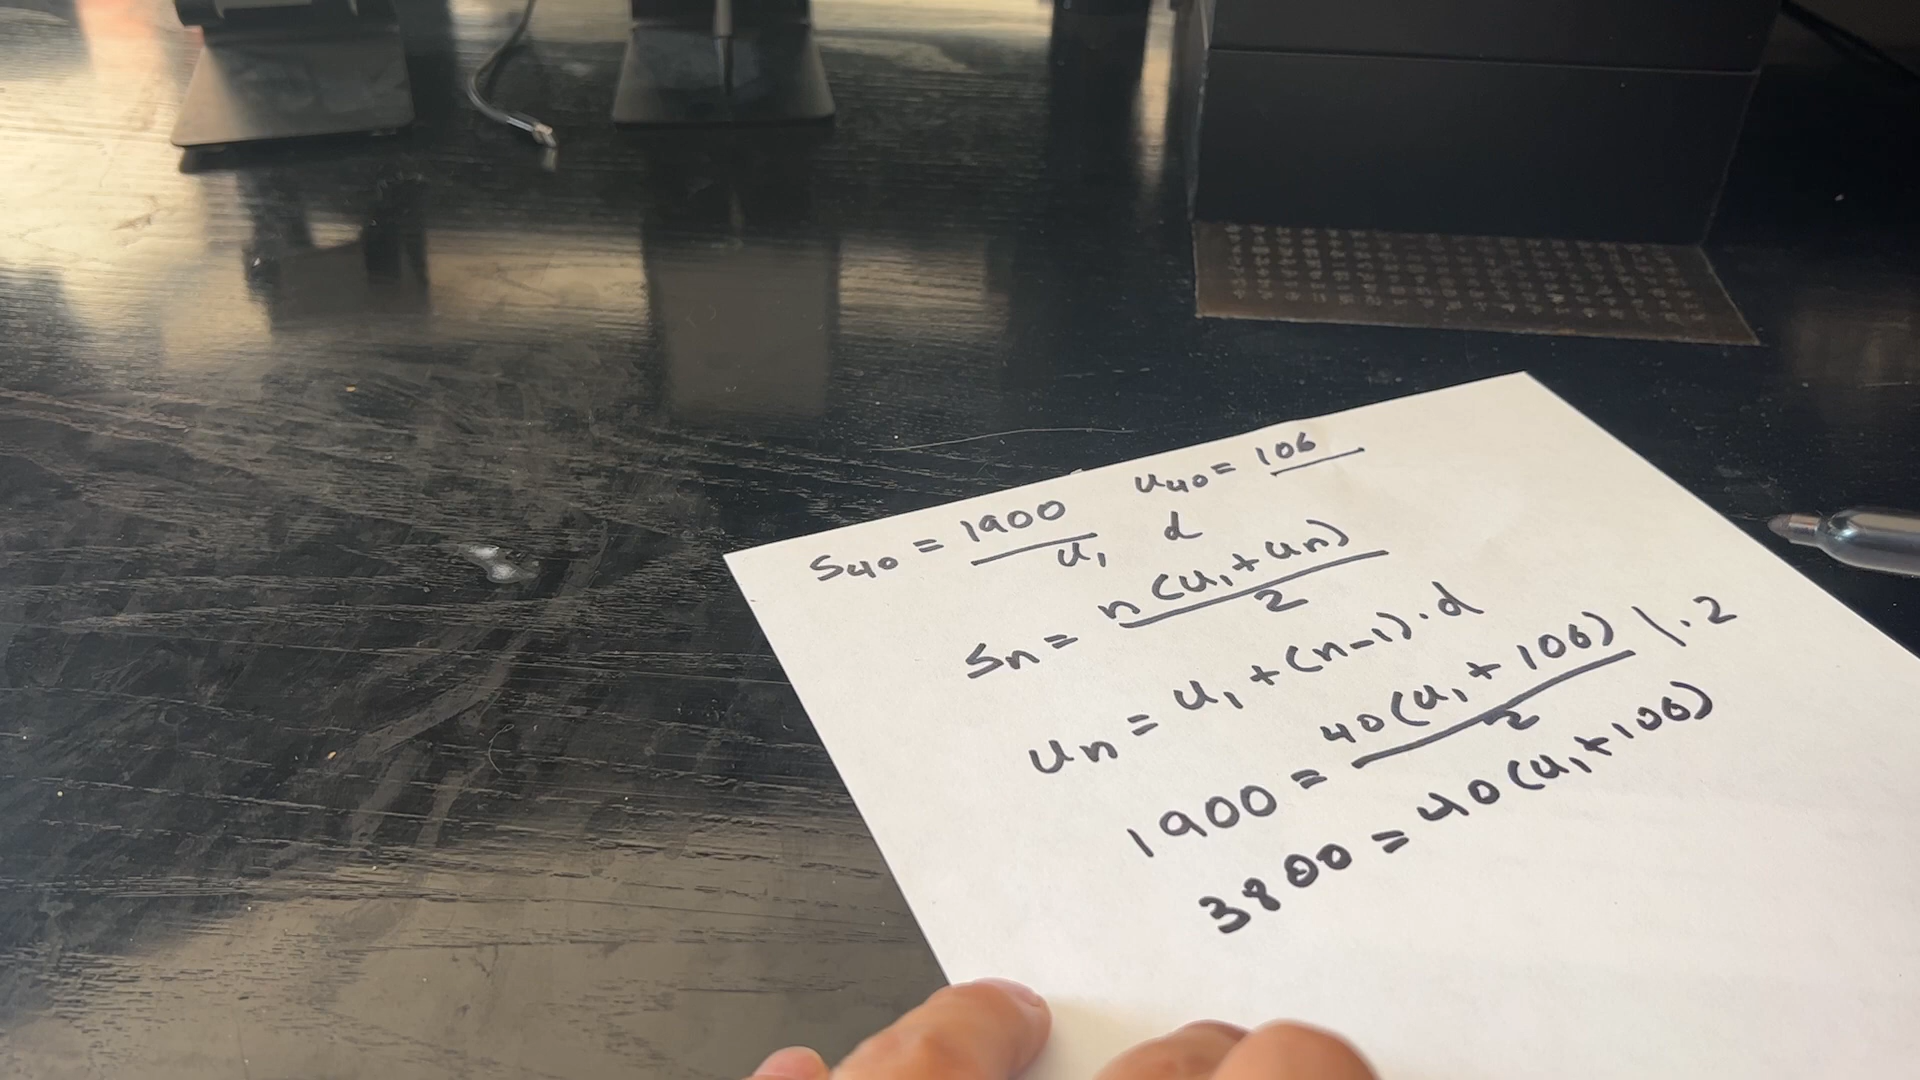 S40 = 1900 u40 = 106
u1 d
Sn = n(u1+un)/2
un = u1+(n-1)·d
1900 = 40(u1+106)/2 |·2
3800 = 40(u1+106)